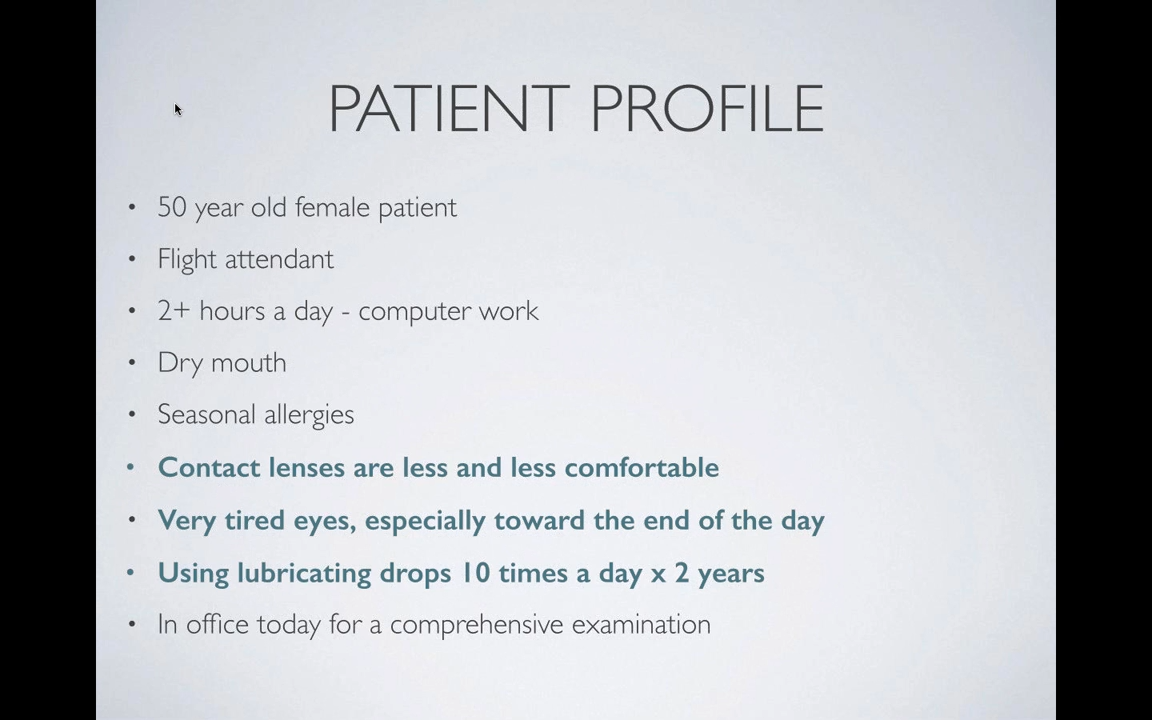 PATIENT PROFILE
• 50 year old female patient
• Flight attendant
• 2+ hours a day - computer work
• Dry mouth
• Seasonal allergies
• Contact lenses are less and less comfortable
• Very tired eyes, especially toward the end of the day
• Using lubricating drops 10 times a day x 2 years
• In office today for a comprehensive examination